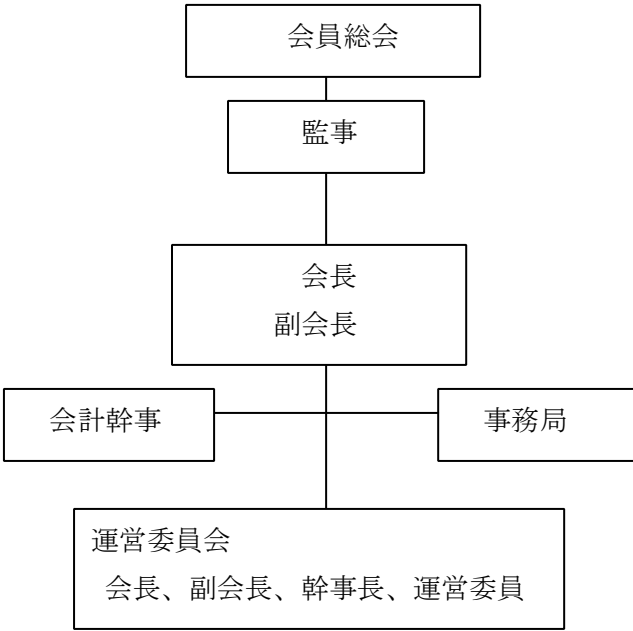 会員総会
監事
会長
副会長
会計幹事
事務局
運営委員会
会長、副会長、幹事長、運営委員